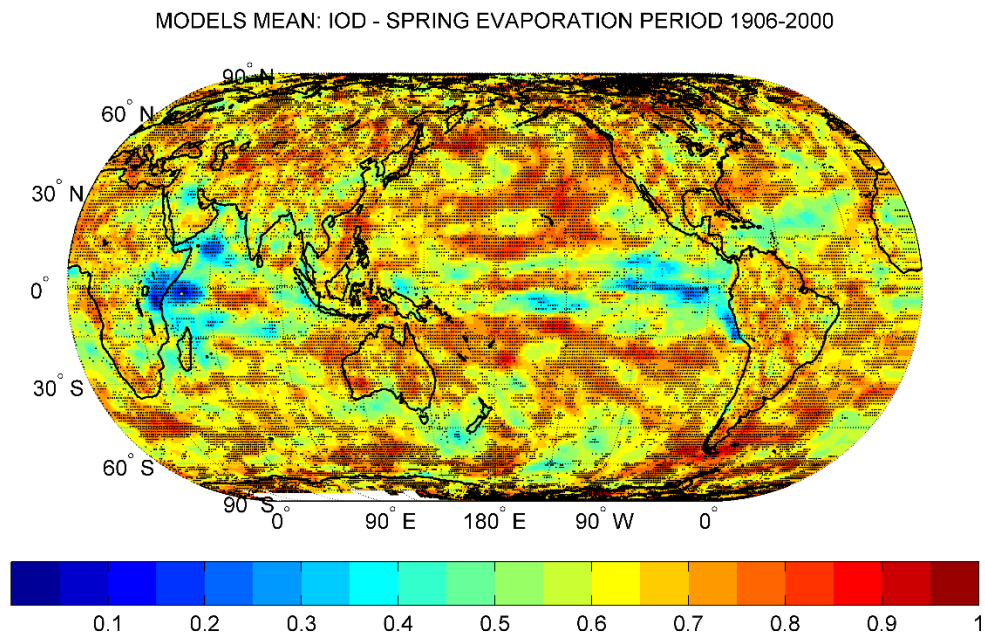 MODELS MEAN: IOD - SPRING EVAPORATION PERIOD 1906-2000
90° N
60° N
30° N
0°
30° S
60° S
90° S
0° 90° E 180° E 90° W 0°
0.1 0.2 0.3 0.4 0.5 0.6 0.7 0.8 0.9 1